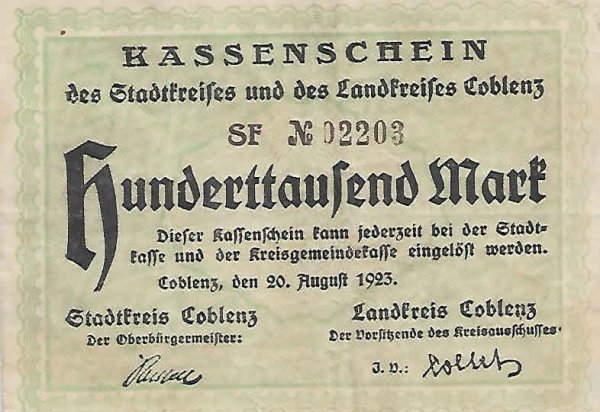 KASSENSCHEIN
des Stadtkreises und des Landkreises Coblenz
SF № 02203
Hunderttausend Mark
Dieser Kassenschein kann jederzeit bei der Stadt-
kasse und der Kreisgemeindekasse eingelöst werden.
Coblenz, den 20. August 1923.
Stadtkreis Coblenz
Der Oberbürgermeister:
Landkreis Coblenz
Der Vorsitzende des Kreisausschusses:
J. V.: